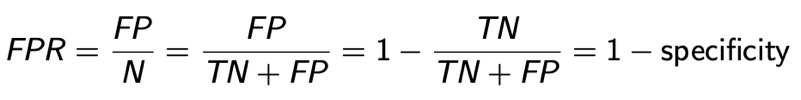 FPR = FP/N = FP/(TN + FP) = 1 − TN/(TN + FP) = 1 − specificity